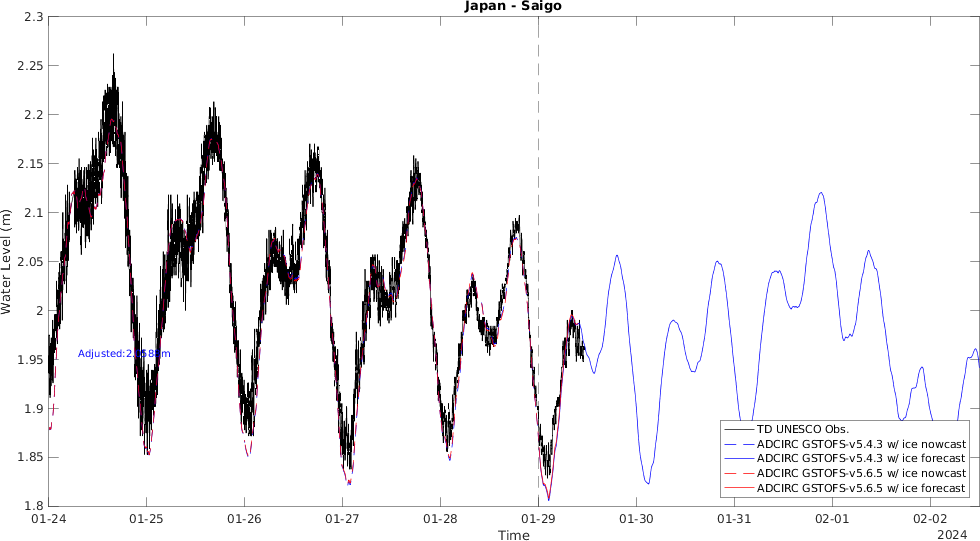 Japan - Saigo
2.3
2.25
2.2
2.15
2.1
2.05
2
1.95
1.9
1.85
1.8
Water Level (m)
01-24 01-25 01-26 01-27 01-28 01-29 01-30 01-31 02-01 02-02
Time
2024
TD UNESCO Obs.
ADCIRC GSTOFS-v5.4.3 w/ ice nowcast
ADCIRC GSTOFS-v5.4.3 w/ ice forecast
ADCIRC GSTOFS-v5.6.5 w/ ice nowcast
ADCIRC GSTOFS-v5.6.5 w/ ice forecast